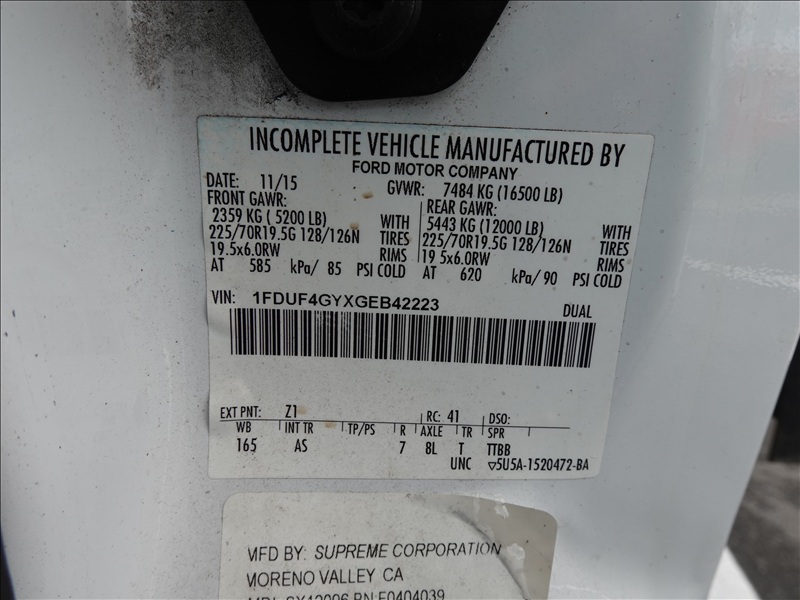 INCOMPLETE VEHICLE MANUFACTURED BY
FORD MOTOR COMPANY
DATE: 11/15 GVWR: 7484 KG (16500 LB)
FRONT GAWR: REAR GAWR:
2359 KG ( 5200 LB) WITH 5443 KG (12000 LB) WITH
225/70R19.5G 128/126N TIRES 225/70R19.5G 128/126N TIRES
19.5x6.0RW RIMS 19.5x6.0RW RIMS
AT 585 kPa/ 85 PSI COLD AT 620 kPa/ 90 PSI COLD
VIN: 1FDUF4GYXGEB42223 DUAL
EXT PNT: Z1 RC: 41 DSO:
WB INT TR TP/PS R AXLE TR SPR
165 AS 7 8L T TTBB
UNC ▽5U5A-1520472-BA
MFD BY: SUPREME CORPORATION
MORENO VALLEY CA